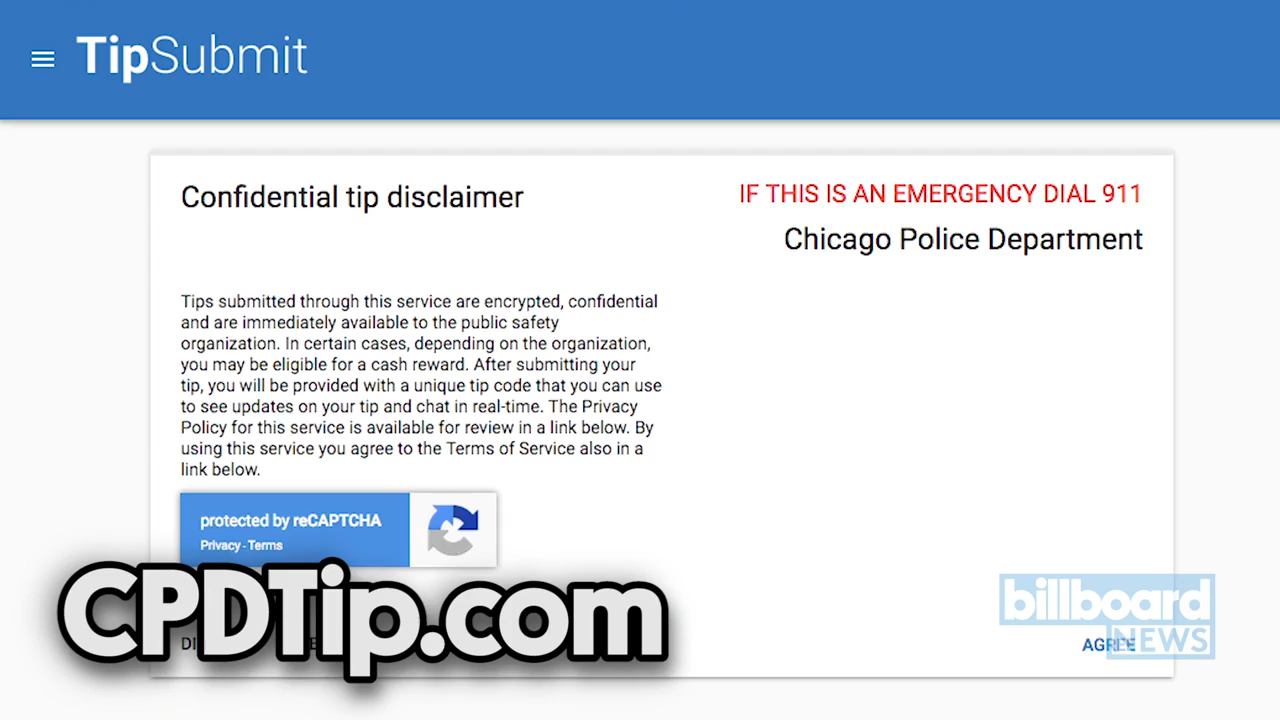 TipSubmit
Confidential tip disclaimer
IF THIS IS AN EMERGENCY DIAL 911
Chicago Police Department
Tips submitted through this service are encrypted, confidential
and are immediately available to the public safety
organization. In certain cases, depending on the organization,
you may be eligible for a cash reward. After submitting your
tip, you will be provided with a unique tip code that you can use
to see updates on your tip and chat in real-time. The Privacy
Policy for this service is available for review in a link below. By
using this service you agree to the Terms of Service also in a
link below.
protected by reCAPTCHA
Privacy - Terms
CPDTip.com
billboard
NEWS
AGREE